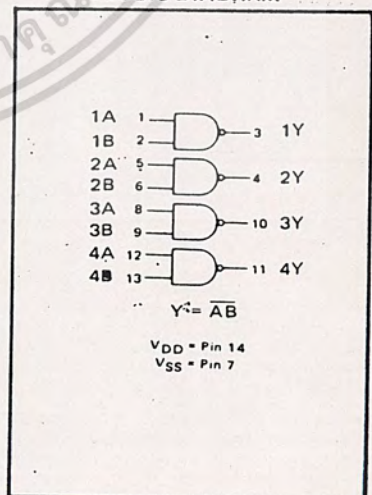 1A 1
1B 2 3 1Y
2A 5
2B 6 4 2Y
3A 8
3B 9 10 3Y
4A 12
4B 13 11 4Y
Y = \overline{AB}
VDD = Pin 14
VSS = Pin 7